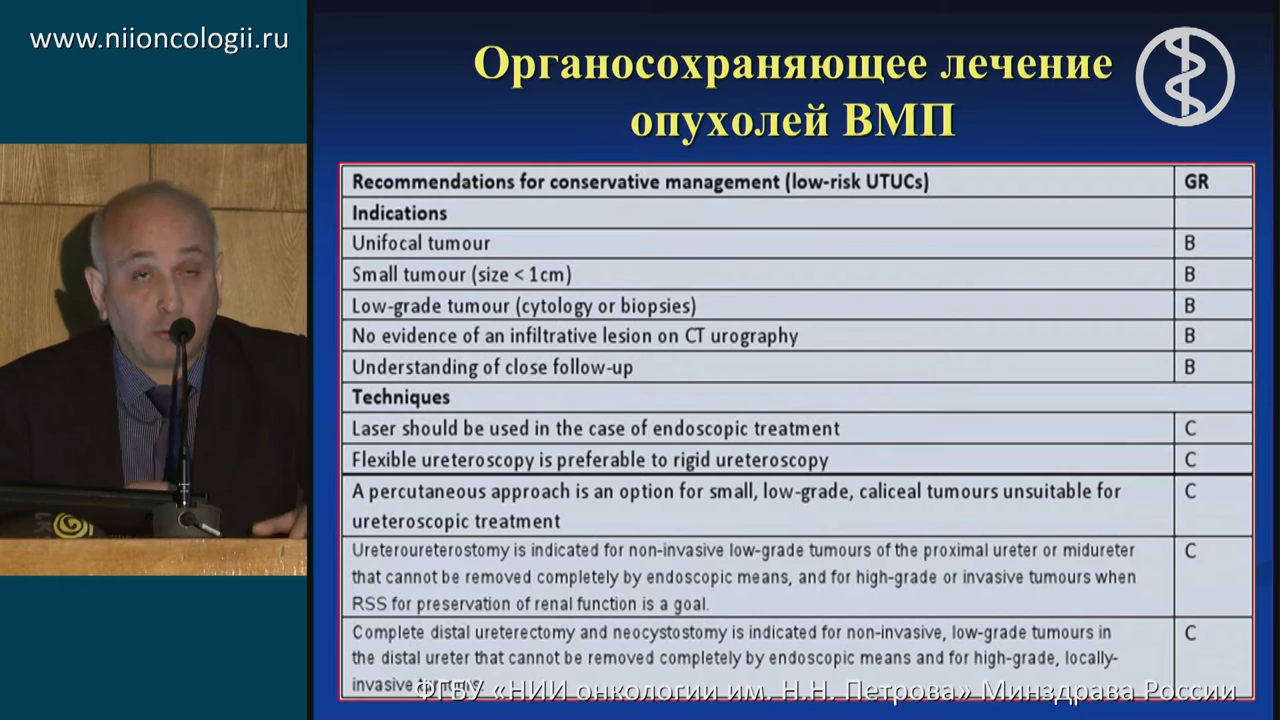 www.niioncologii.ru
Органосохраняющее лечение
опухолей ВМП
Recommendations for conservative management (low-risk UTUCs) GR
Indications
Unifocal tumour B
Small tumour (size < 1cm) B
Low-grade tumour (cytology or biopsies) B
No evidence of an infiltrative lesion on CT urography B
Understanding of close follow-up B
Techniques
Laser should be used in the case of endoscopic treatment C
Flexible ureteroscopy is preferable to rigid ureteroscopy C
A percutaneous approach is an option for small, low-grade, caliceal tumours unsuitable for C
ureteroscopic treatment
Ureteroureterostomy is indicated for non-invasive low-grade tumours of the proximal ureter or midureter C
that cannot be removed completely by endoscopic means, and for high-grade or invasive tumours when
RSS for preservation of renal function is a goal.
Complete distal ureterectomy and neocystostomy is indicated for non-invasive, low-grade tumours in C
the distal ureter that cannot be removed completely by endoscopic means and for high-grade, locally-
invasive
ФГБУ «НИИ онкологии им. Н.Н. Петрова» Минздрава России